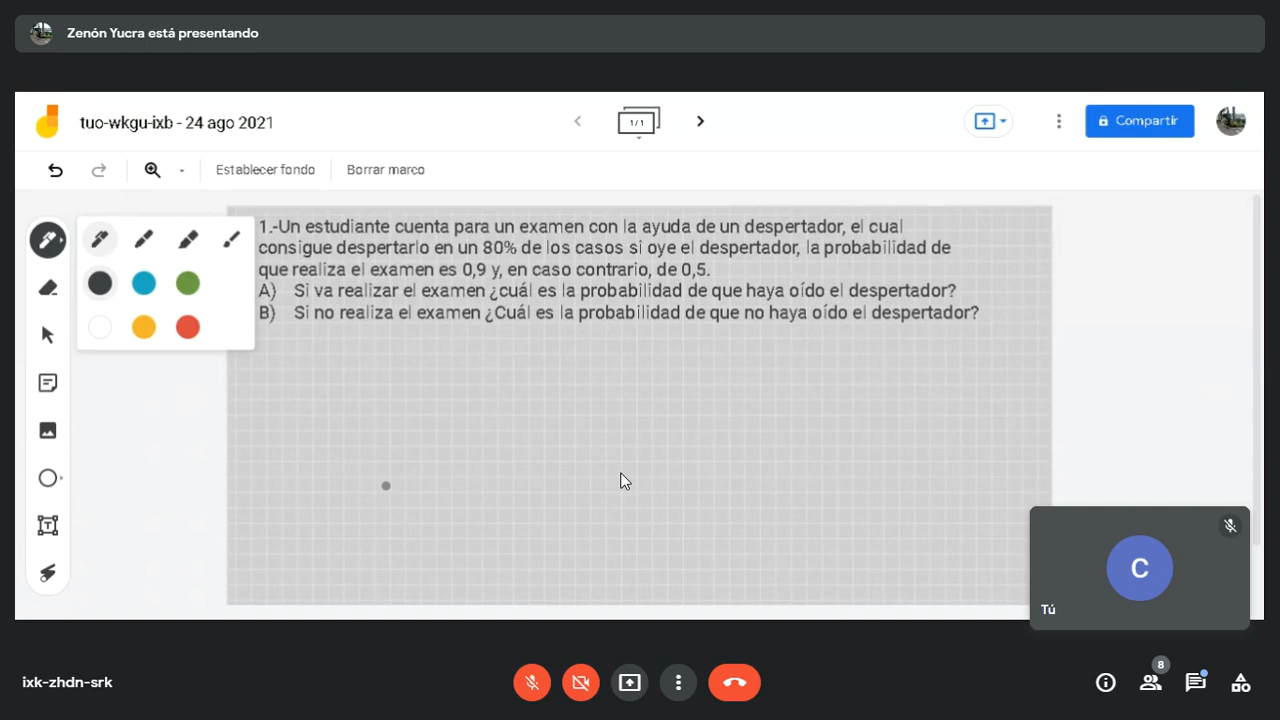 Zenón Yucra está presentando
tuo-wkgu-ixb - 24 ago 2021
1/1
Compartir
Establecer fondo
Borrar marco
1.-Un estudiante cuenta para un examen con la ayuda de un despertador, el cual
consigue despertarlo en un 80% de los casos si oye el despertador, la probabilidad de
que realiza el examen es 0,9 y, en caso contrario, de 0,5.
A) Si va realizar el examen ¿cuál es la probabilidad de que haya oído el despertador?
B) Si no realiza el examen ¿Cuál es la probabilidad de que no haya oído el despertador?
T
C
Tú
ixk-zhdn-srk
8